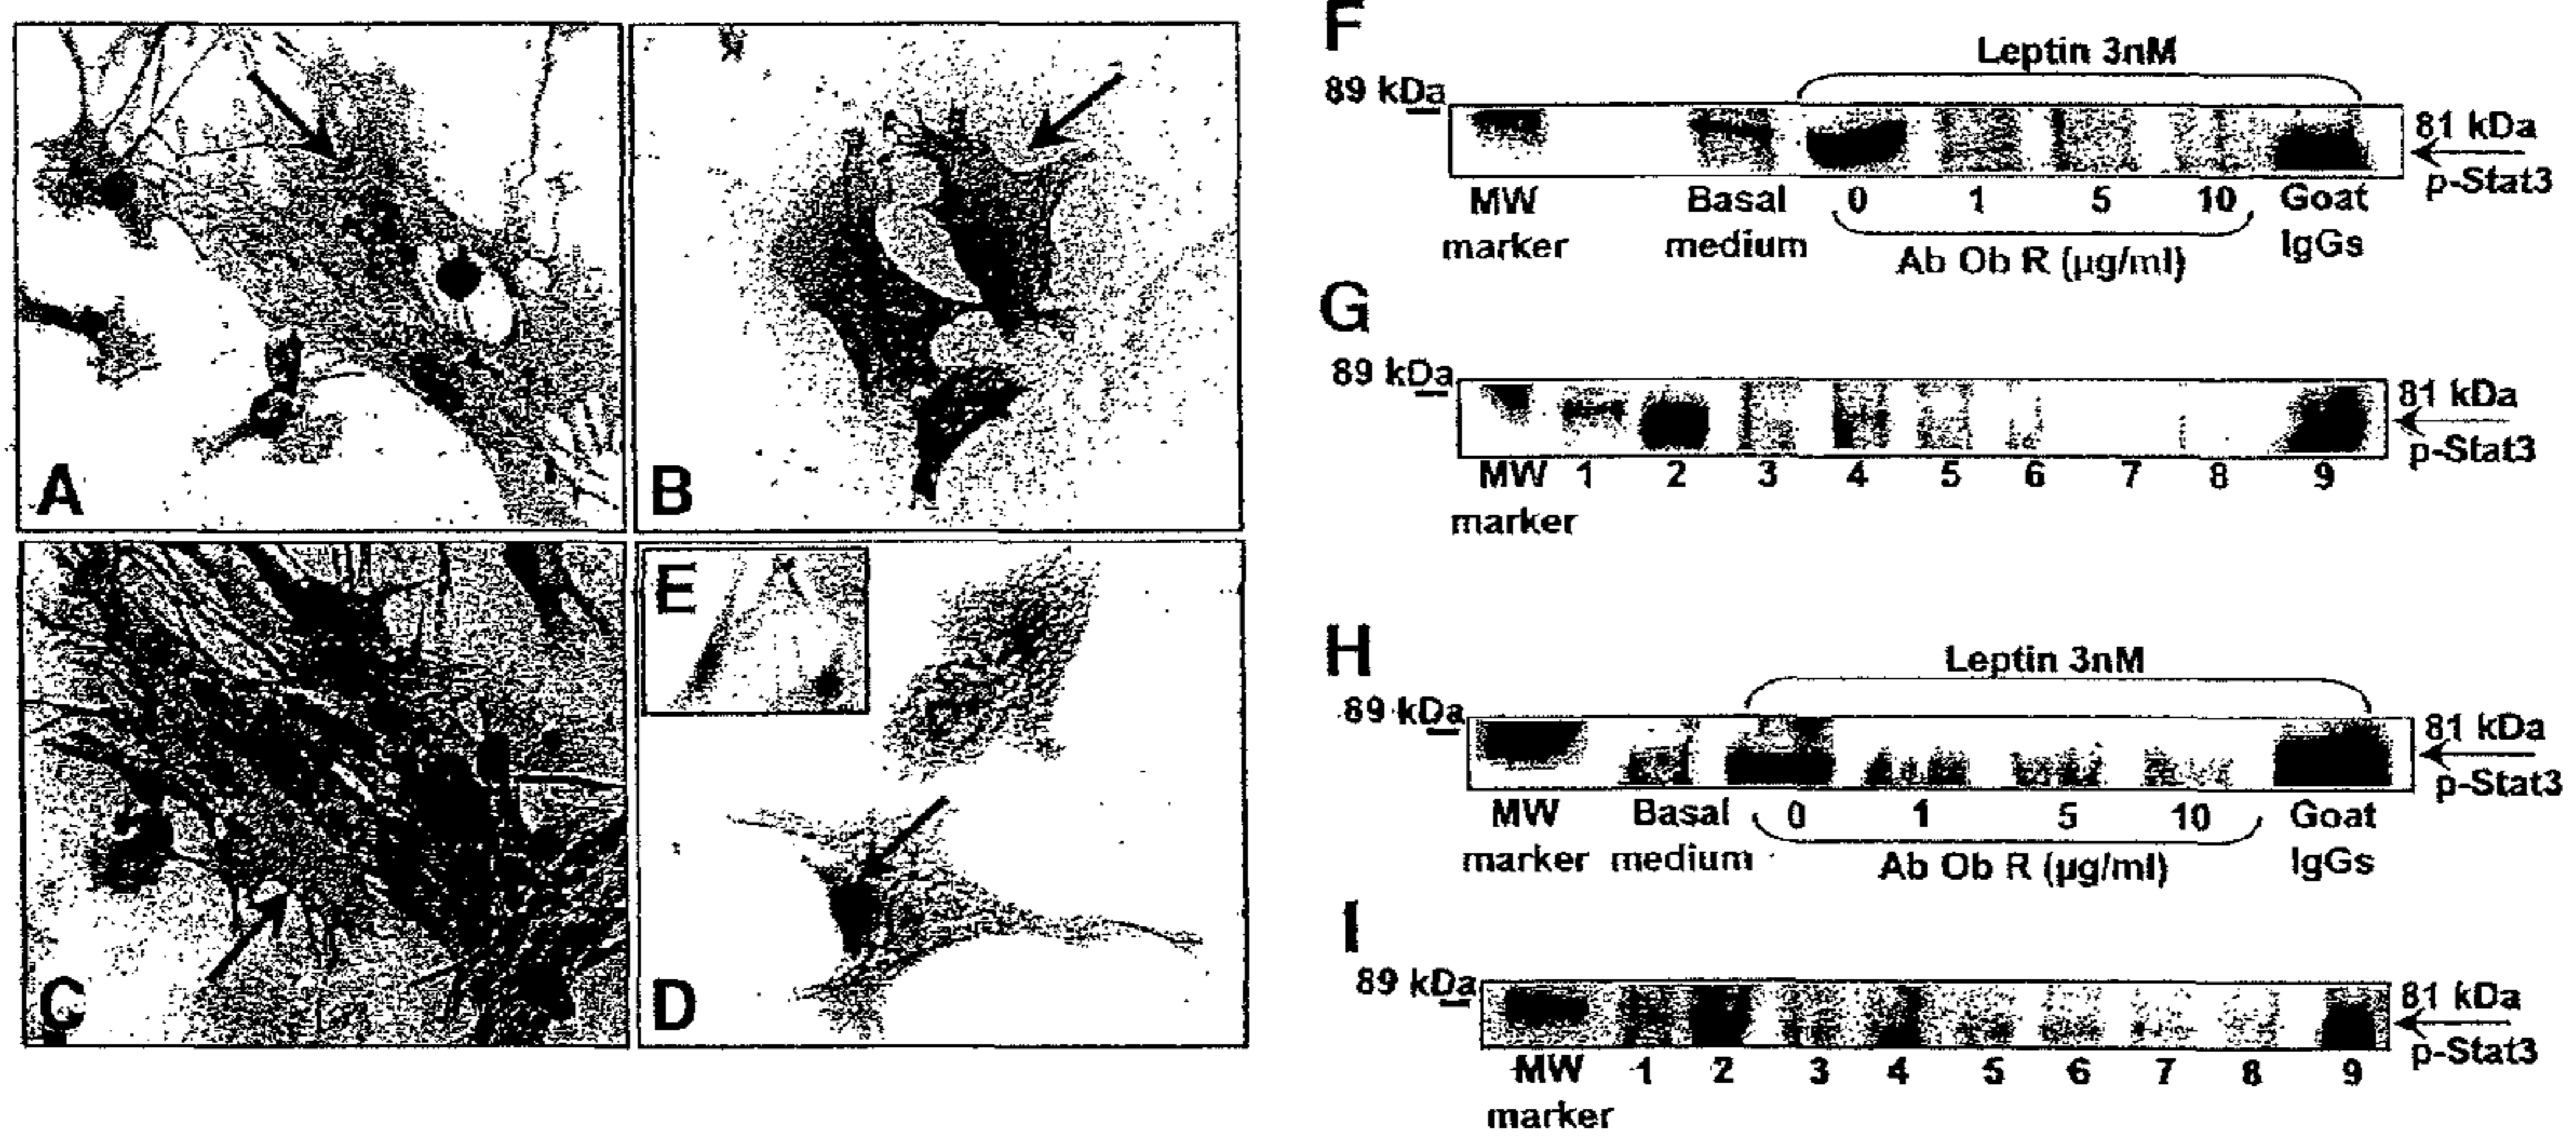 A
B
C
D
E
F
Leptin 3nM
89 kDa
81 kDa
p-Stat3
MW marker
Basal medium
0 1 5 10
Goat IgGs
Ab Ob R (µg/ml)
G
89 kDa
81 kDa
p-Stat3
MW marker
1 2 3 4 5 6 7 8 9
H
Leptin 3nM
89 kDa
81 kDa
p-Stat3
MW marker
Basal medium
0 1 5 10
Goat IgGs
Ab Ob R (µg/ml)
I
89 kDa
81 kDa
p-Stat3
MW marker
1 2 3 4 5 6 7 8 9